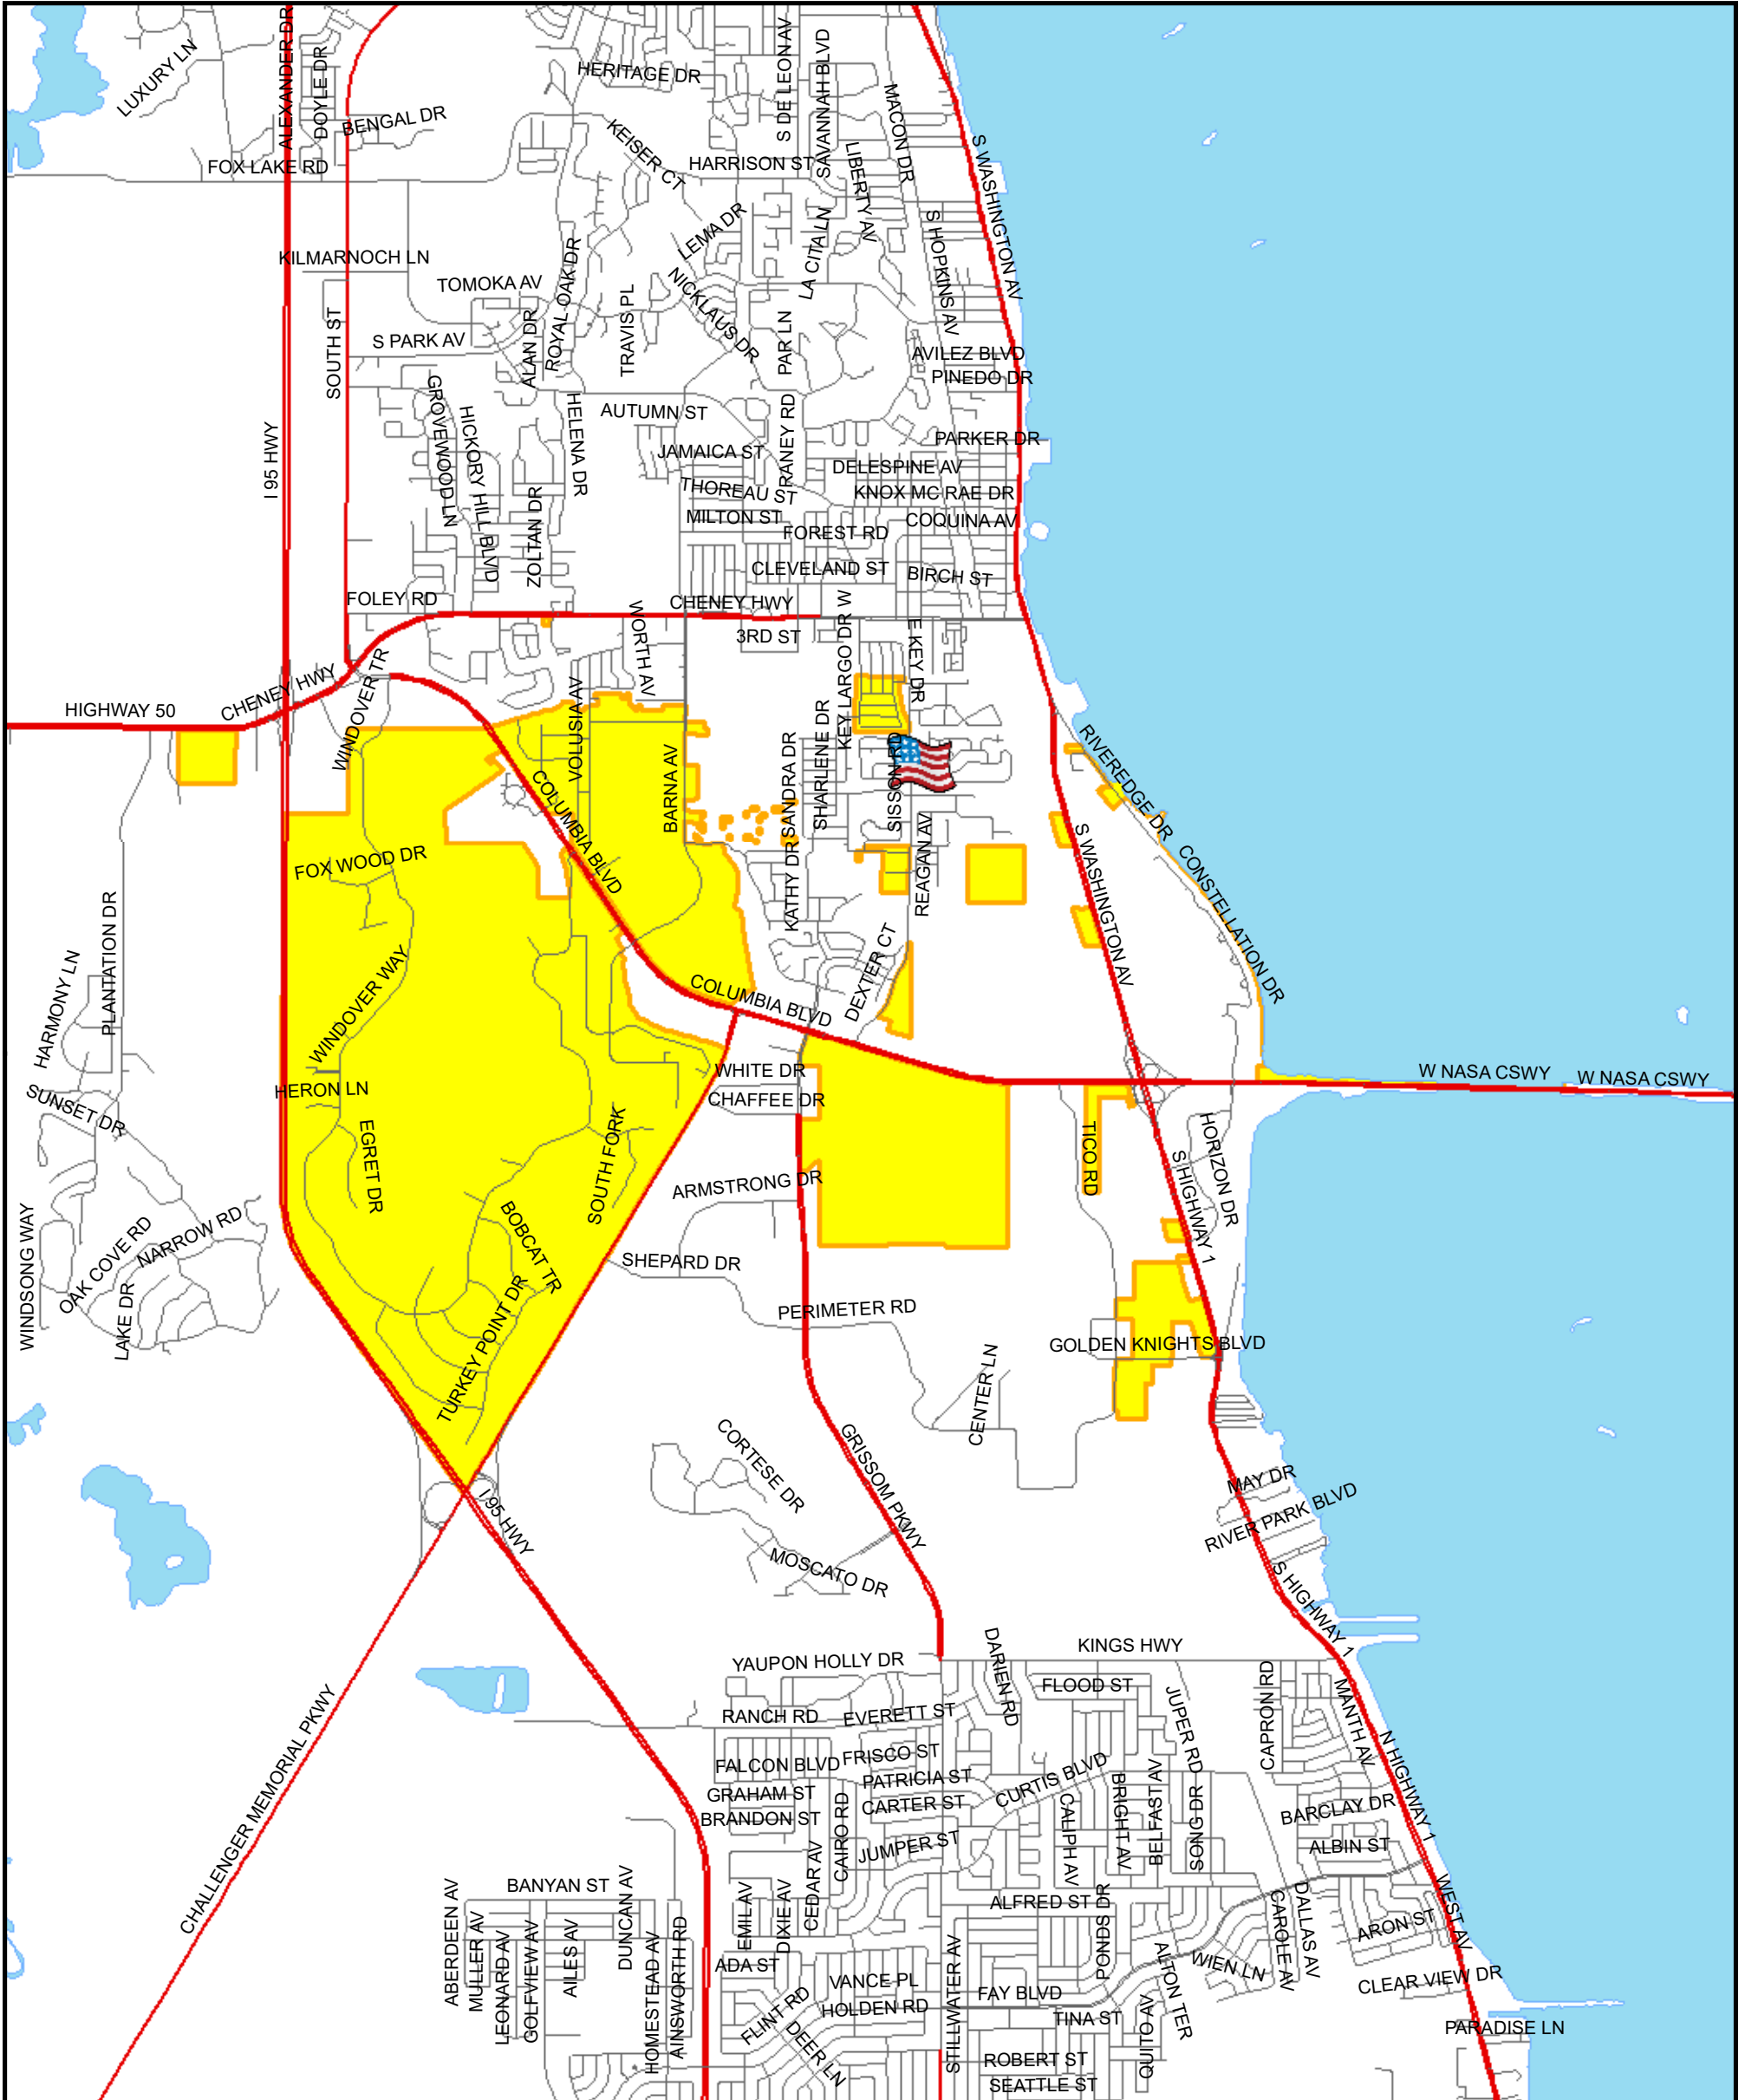 LUXURY LN
ALEXANDER DR
DOYLE DR
BENGAL DR
FOX LAKE RD
HERITAGE DR
S DE LEON AV
SAVANNAH BLVD
MACON DR
KEISER CT
HARRISON ST
LIBERTY AV
S WASHINGTON AV
LEMA DR
LA CITA LN
S HOPKINS AV
KILMARNOCH LN
TOMOKA AV
ROYAL OAK DR
NICKLAUS DR
SOUTH ST
S PARK AV
ALAN DR
TRAVIS PL
PAR LN
AVILEZ BLVD
PINEDO DR
GROVEWOOD LN
HICKORY HILL BLVD
HELENA DR
AUTUMN ST
RANEY RD
I 95 HWY
JAMAICA ST
PARKER DR
DELESPINE AV
THOREAU ST
KNOX MC RAE DR
ZOLTAN DR
MILTON ST
FOREST RD
COQUINA AV
CLEVELAND ST
BIRCH ST
FOLEY RD
CHENEY HWY
WORTH AV
3RD ST
KEY LARGO DR W
E KEY DR
HIGHWAY 50
CHENEY HWY
WINDOVER TR
VOLUSIA AV
BARNA AV
SANDRA DR
SHARLENE DR
SISSON RD
RIVEREDGE DR
COLUMBIA BLVD
FOX WOOD DR
KATHY DR
REAGAN AV
S WASHINGTON AV
CONSTELLATION DR
PLANTATION DR
HARMONY LN
WINDOVER WAY
COLUMBIA BLVD
DEXTER CT
WHITE DR
W NASA CSWY
W NASA CSWY
HERON LN
CHAFFEE DR
SUNSET DR
EGRET DR
SOUTH FORK
TICO RD
HORIZON DR
ARMSTRONG DR
S HIGHWAY 1
WINDSONG WAY
OAK COVE RD
NARROW RD
BOBCAT TR
SHEPARD DR
LAKE DR
TURKEY POINT DR
PERIMETER RD
GOLDEN KNIGHTS BLVD
CENTER LN
CORTESE DR
GRISSOM PKWY
MAY DR
RIVER PARK BLVD
I 95 HWY
MOSCATO DR
S HIGHWAY 1
CHALLENGER MEMORIAL PKWY
YAUPON HOLLY DR
DARIEN RD
KINGS HWY
FLOOD ST
CAPRON RD
RANCH RD
EVERETT ST
JUPER RD
MANTH AV
FALCON BLVD
FRISCO ST
N HIGHWAY 1
GRAHAM ST
PATRICIA ST
CURTIS BLVD
BRANDON ST
CARTER ST
CALIPH AV
BRIGHT AV
BELFAST AV
SONG DR
BARCLAY DR
CAIRO RD
JUMPER ST
ALBIN ST
BANYAN ST
CEDAR AV
ALFRED ST
WEST AV
ABERDEEN AV
MULLER AV
LEONARD AV
GOLFVIEW AV
AILES AV
DUNCAN AV
HOMESTEAD AV
AINSWORTH RD
EMIL AV
DIXIE AV
PONDS DR
CAROLE AV
DALLAS AV
ARON ST
ADA ST
VANCE PL
STILLWATER AV
FAY BLVD
ALTON TER
WIEN LN
CLEAR VIEW DR
FLINT RD
HOLDEN RD
TINA ST
QUITO AV
PARADISE LN
DEER LN
ROBERT ST
SEATTLE ST